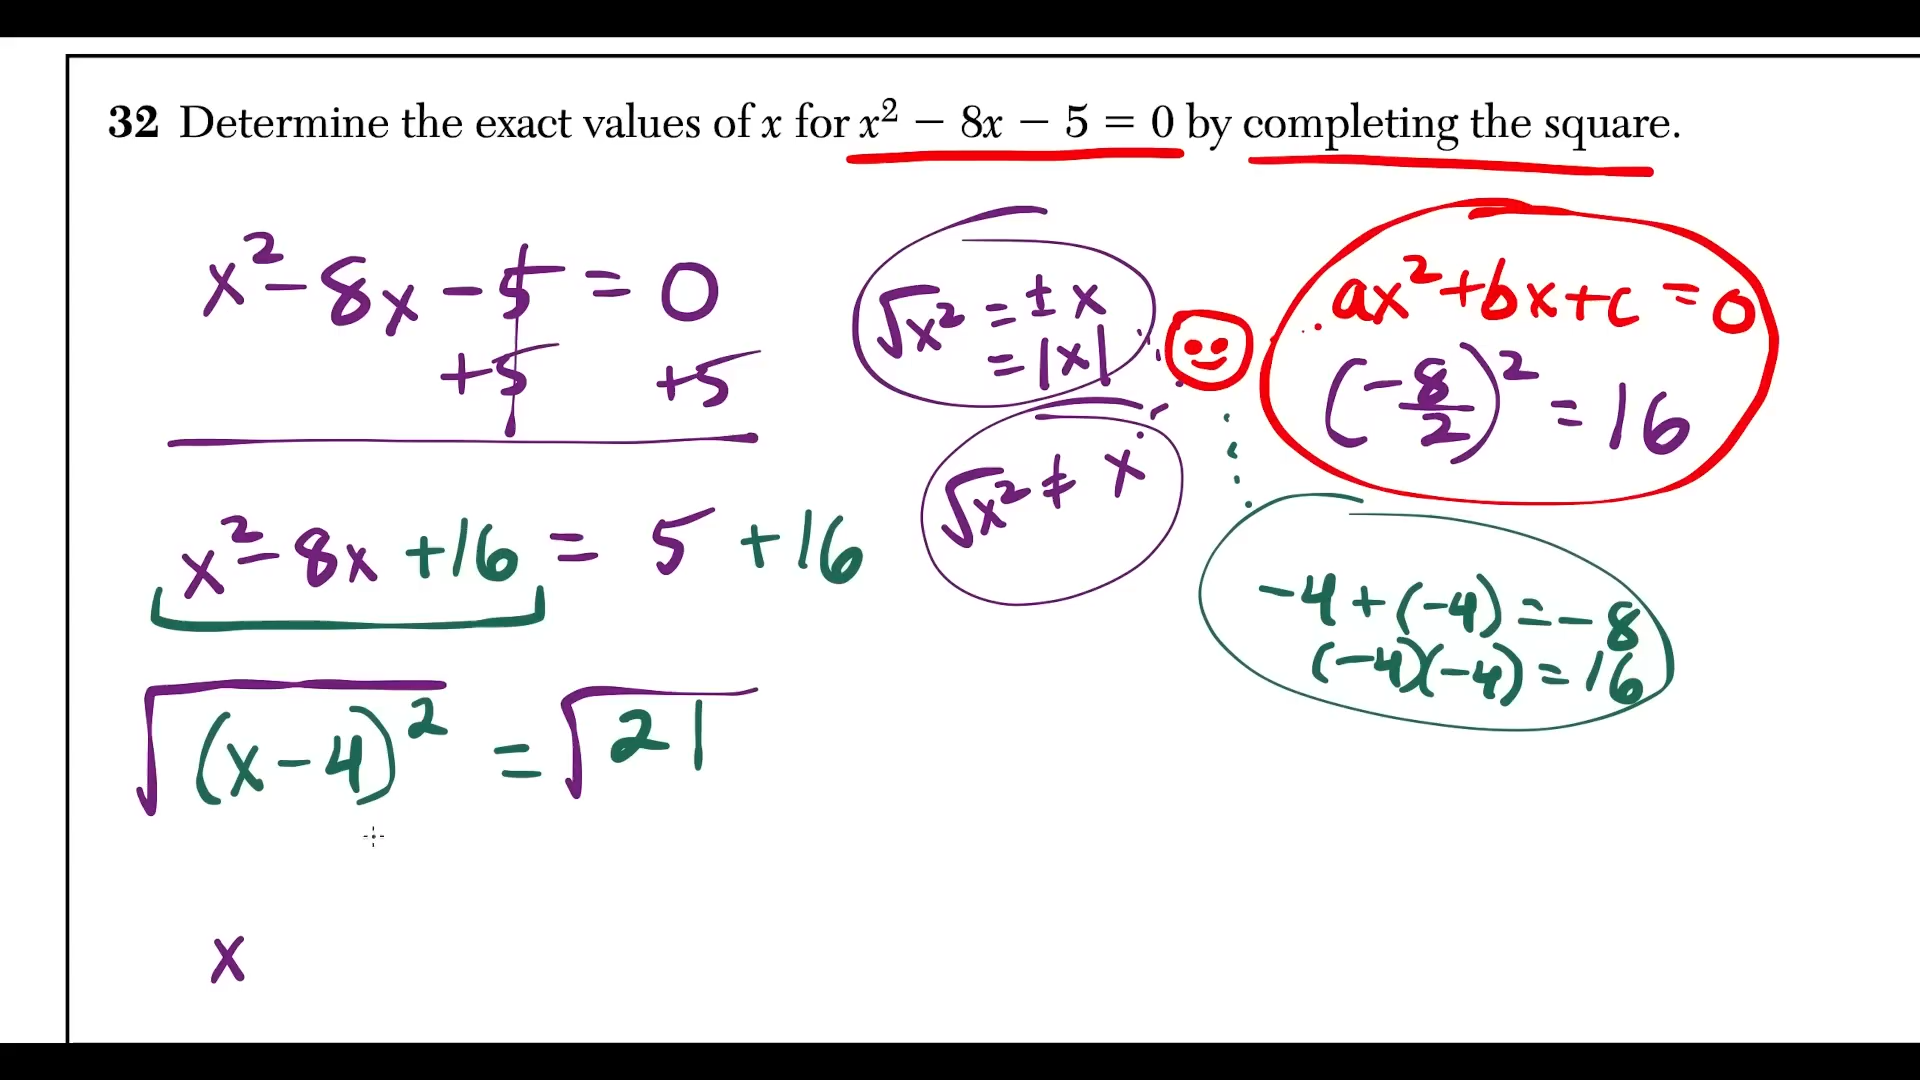 32 Determine the exact values of x for x² − 8x − 5 = 0 by completing the square.
x² − 8x − 5 = 0
+5 +5
x² − 8x + 16 = 5 + 16
√(x − 4)² = √21
x
√x² = ± x
= |x|
√x² ≠ x
ax² + bx + c = 0
(−8/2)² = 16
−4 + (−4) = −8
(−4)(−4) = 16